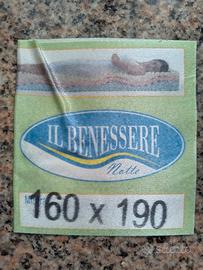 IL BENESSERE
Notte
160 x 190